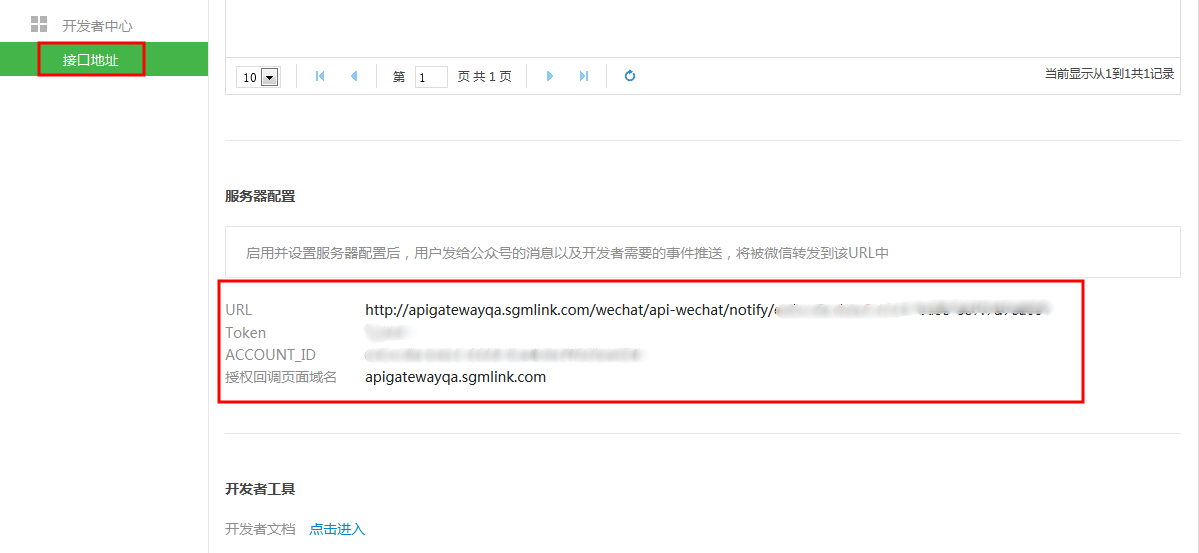 开发者中心
接口地址
10 第 1 页 共 1 页 当前显示从1到1共1记录
服务器配置
启用并设置服务器配置后，用户发给公众号的消息以及开发者需要的事件推送，将被微信转发到该URL中
URL http://apigatewayqa.sgmlink.com/wechat/api-wechat/notify/
Token
ACCOUNT_ID
授权回调页面域名 apigatewayqa.sgmlink.com
开发者工具
开发者文档 点击进入